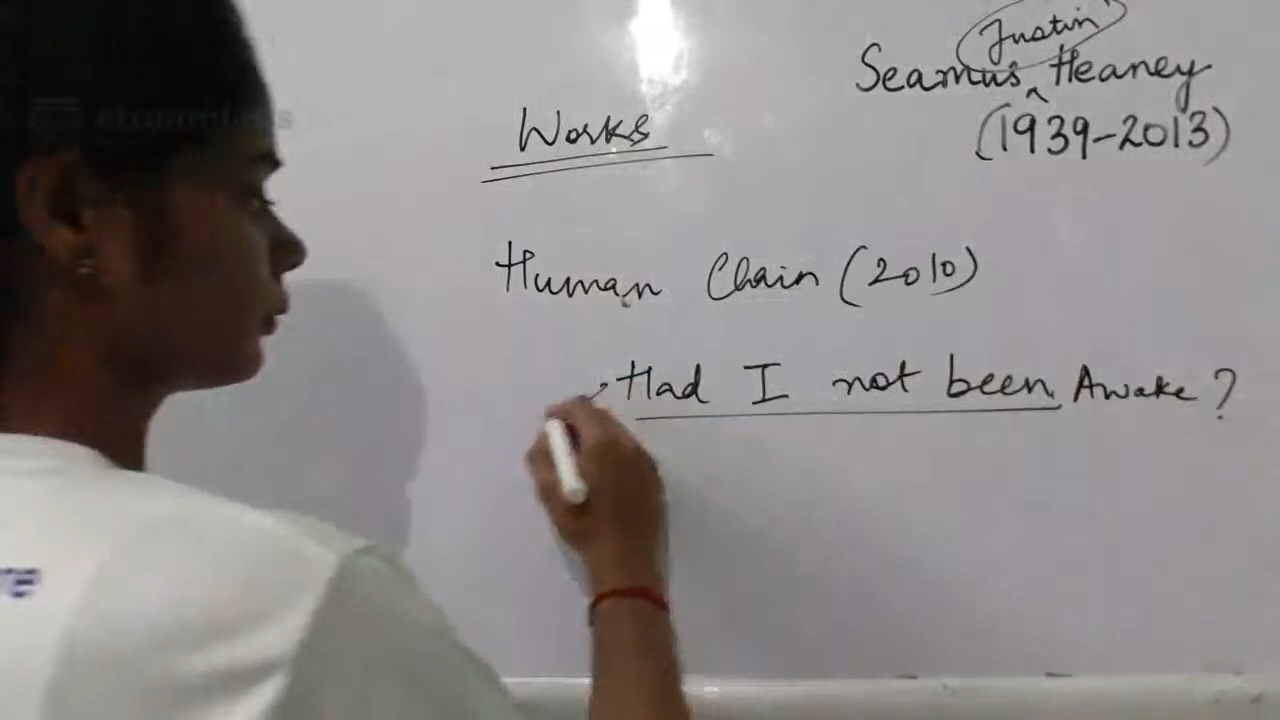 Justin
Seamus ^ Heaney
(1939-2013)
Works
Human Chain (2010)
Had I not been Awake?